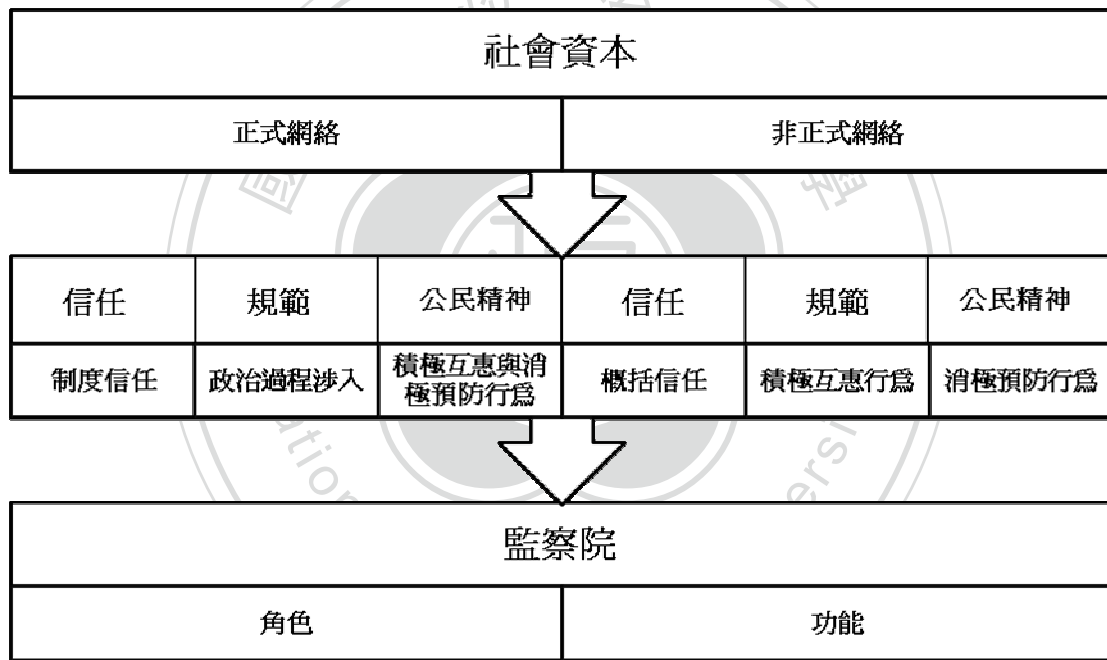 社會資本
正式網絡 非正式網絡
信任 規範 公民精神 信任 規範 公民精神
制度信任 政治過程涉入 積極互惠與消 概括信任 積極互惠行為 消極預防行為
極預防行為
監察院
角色 功能